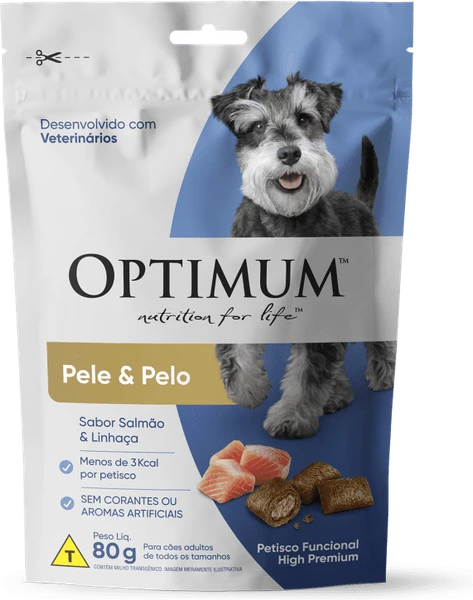 Desenvolvido com
Veterinários
OPTIMUM™
nutrition for life™
Pele & Pelo
Sabor Salmão
& Linhaça
Menos de 3Kcal
por petisco
SEM CORANTES OU
AROMAS ARTIFICIAIS
Peso Líq.
80g
Para cães adultos
de todos os tamanhos
T
CONTÉM MILHO TRANSGÊNICO. IMAGEM MERAMENTE ILUSTRATIVA
Petisco Funcional
High Premium